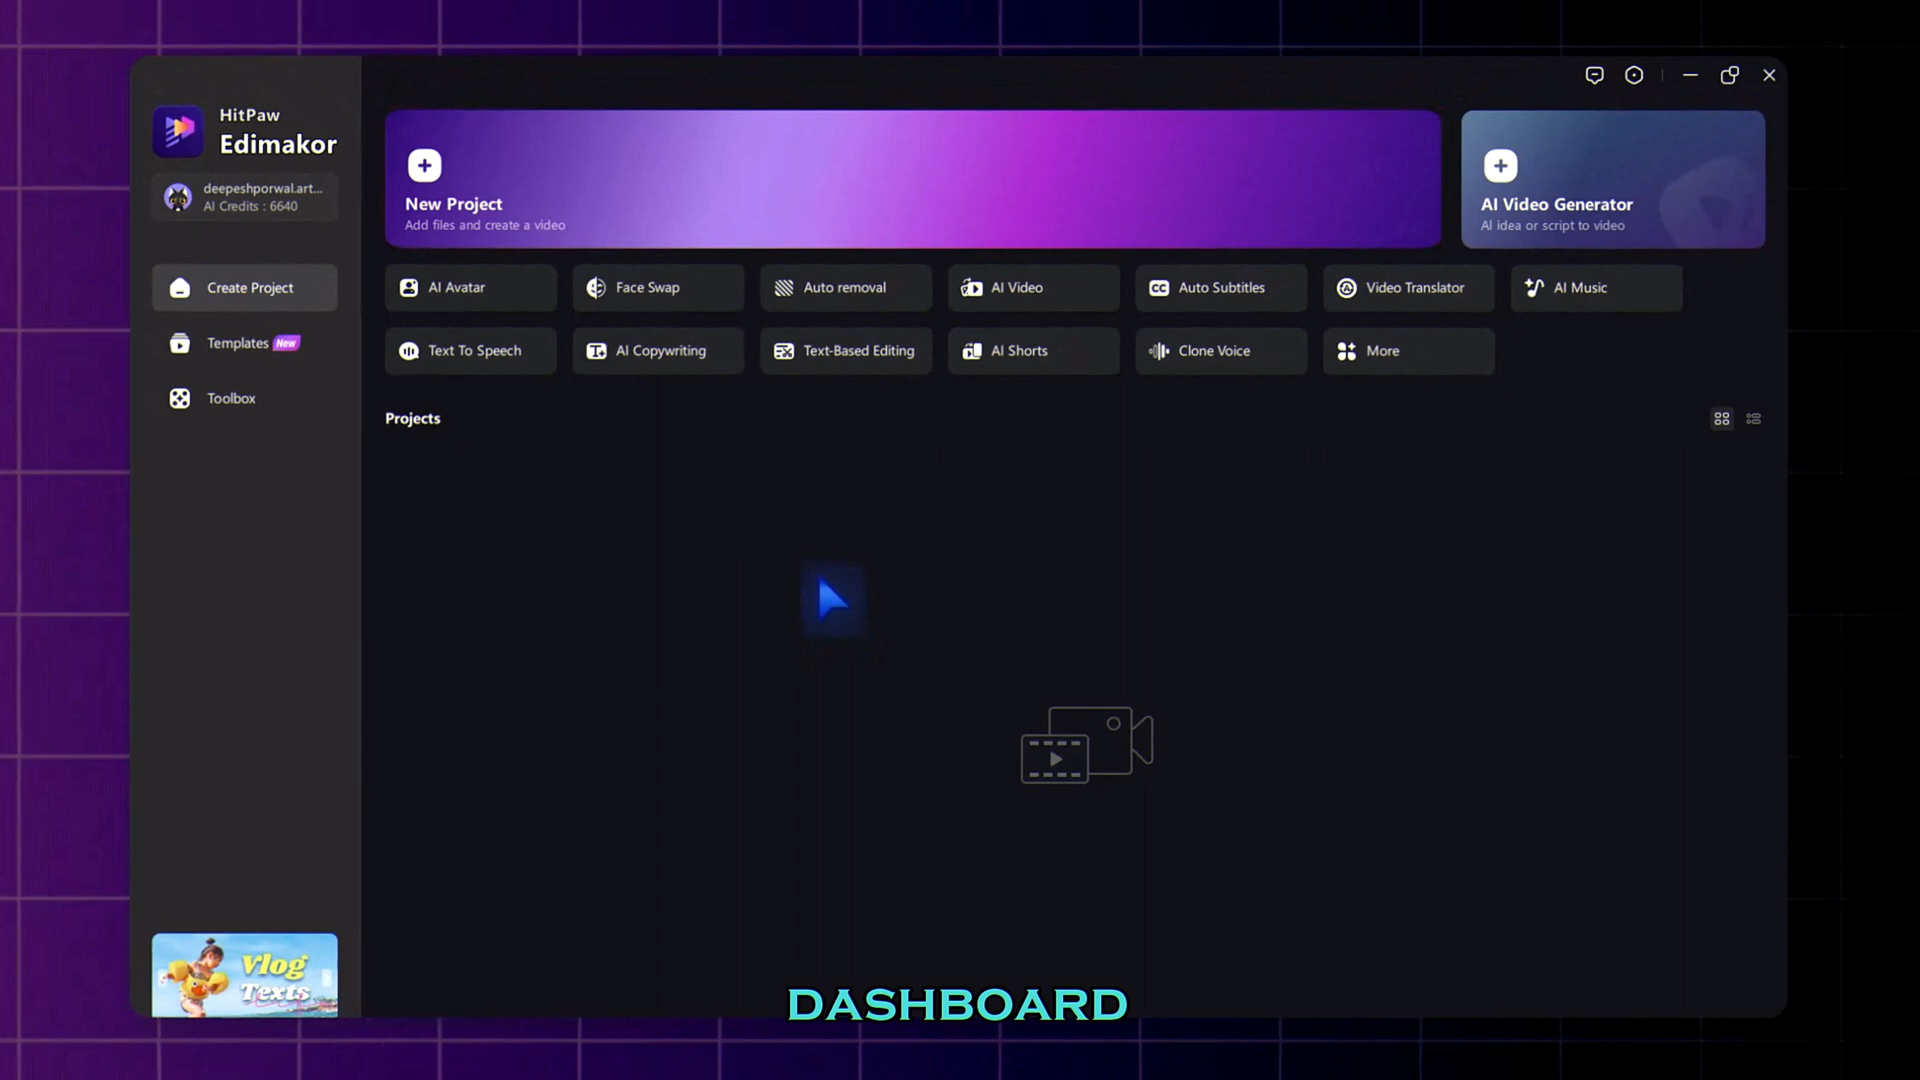 HitPaw
Edimakor
deepeshporwal.art...
AI Credits : 6640
Create Project
Templates New
Toolbox
Vlog
Texts
New Project
Add files and create a video
AI Video Generator
AI idea or script to video
AI Avatar
Face Swap
Auto removal
AI Video
CC Auto Subtitles
Video Translator
AI Music
Text To Speech
AI Copywriting
Text-Based Editing
AI Shorts
Clone Voice
More
Projects
DASHBOARD